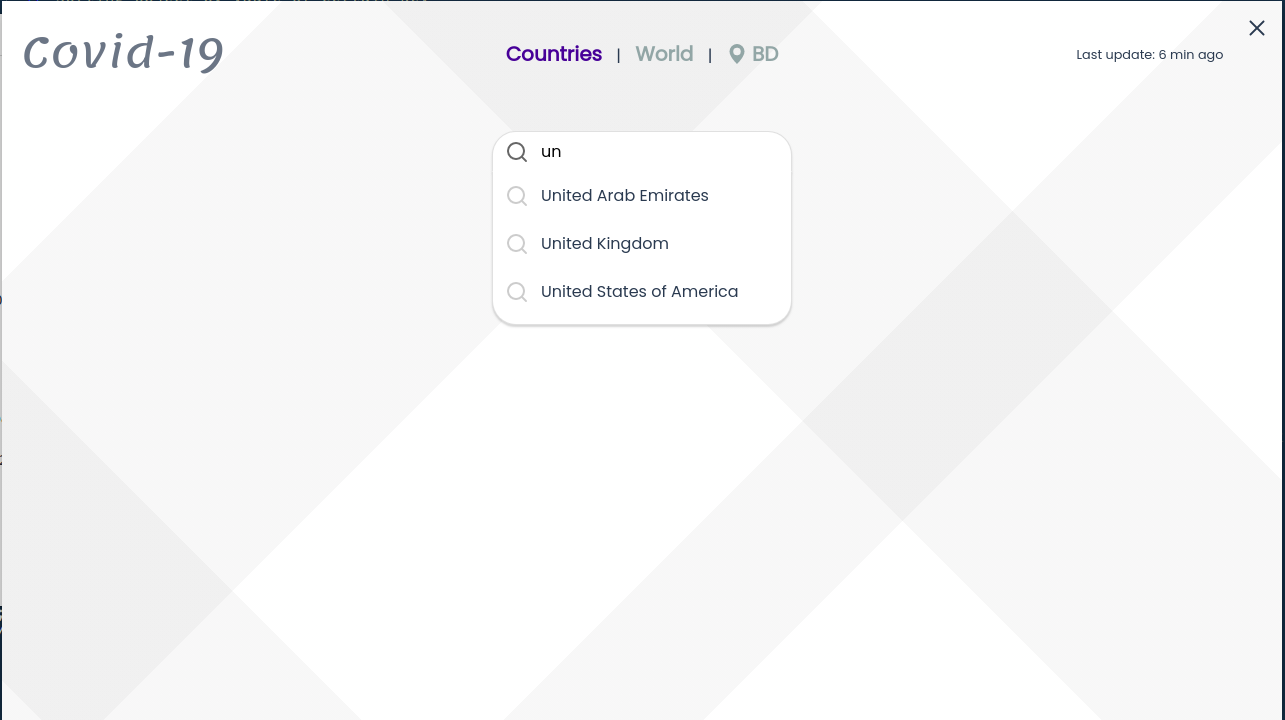 Covid-19
Countries | World | BD
Last update: 6 min ago
un
United Arab Emirates
United Kingdom
United States of America